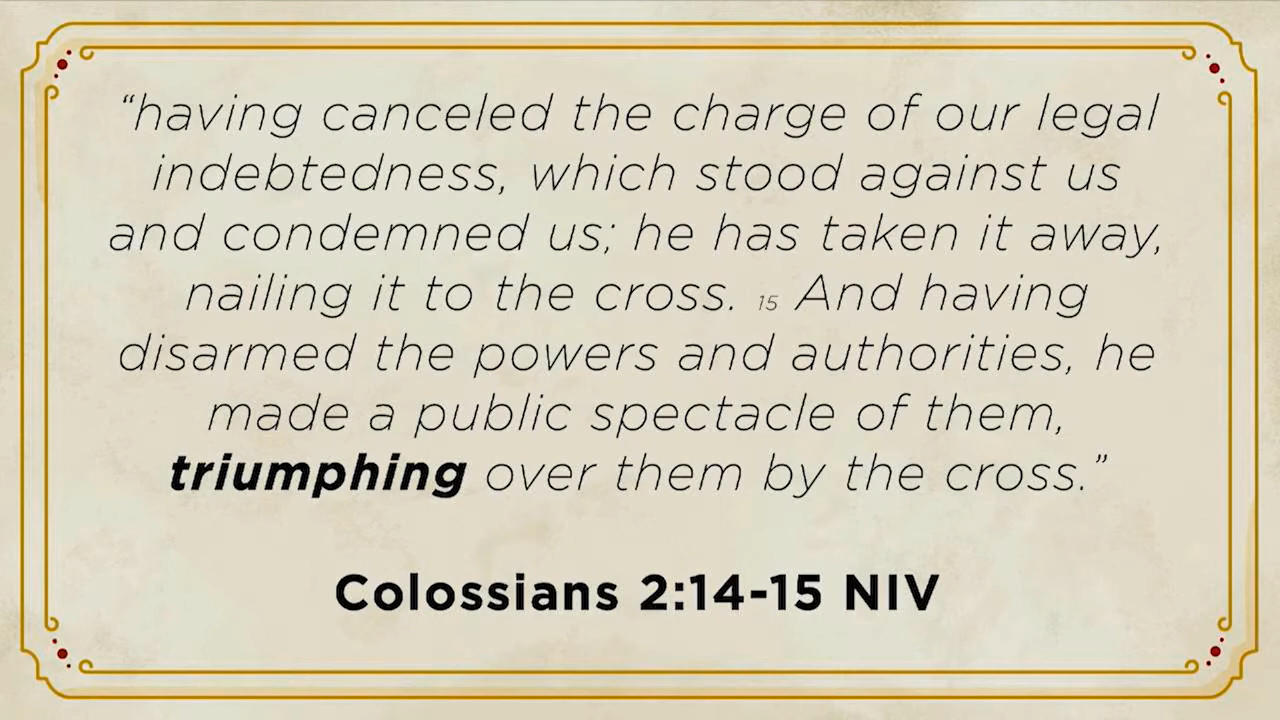 “having canceled the charge of our legal
indebtedness, which stood against us
and condemned us; he has taken it away,
nailing it to the cross. 15 And having
disarmed the powers and authorities, he
made a public spectacle of them,
triumphing over them by the cross.”
Colossians 2:14-15 NIV